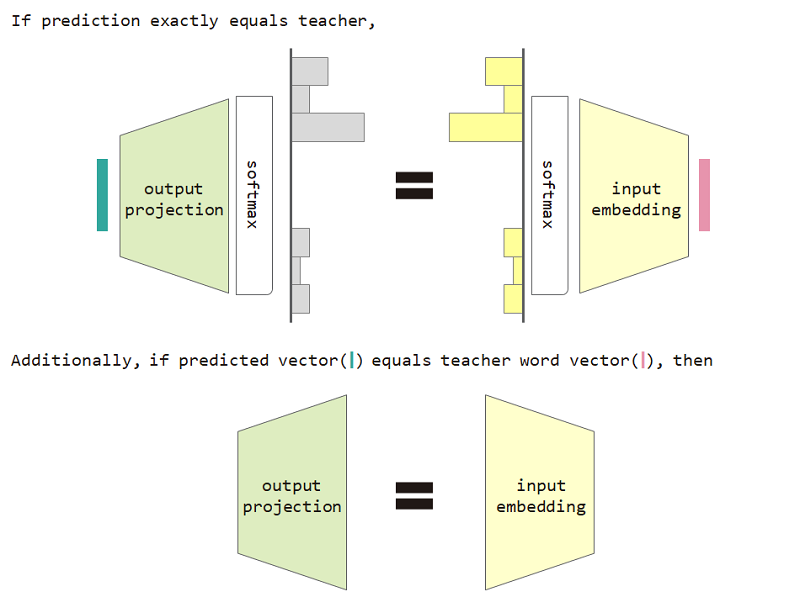 If prediction exactly equals teacher,
output
projection
softmax
softmax
input
embedding
Additionally, if predicted vector(|) equals teacher word vector(|), then
output
projection
input
embedding